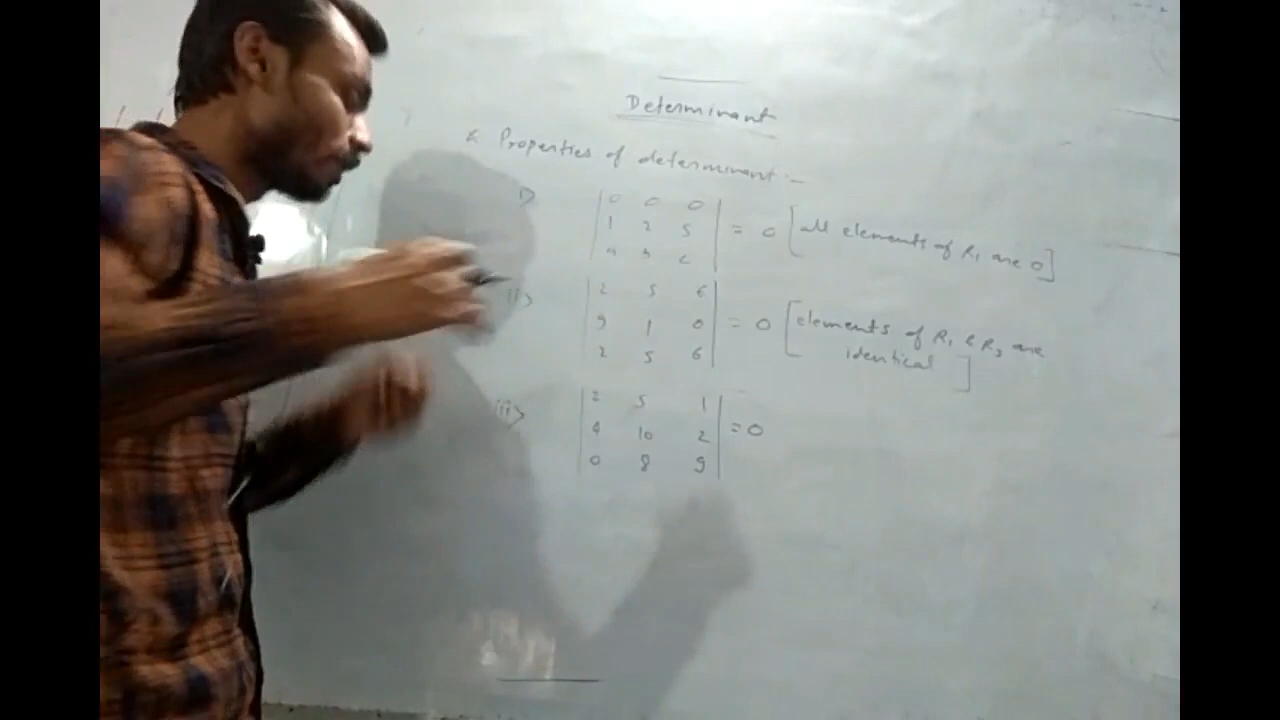 Determinant
Properties of determinant :-
i>
0 0 0
1 2 5 = 0 [all elements of R₁ are 0]
ii>
2 5 6
9 1 0 = 0 [elements of R₁ & R₃ are
2 5 6 identical]
iii>
2 5 1
4 10 2 = 0
0 8 9